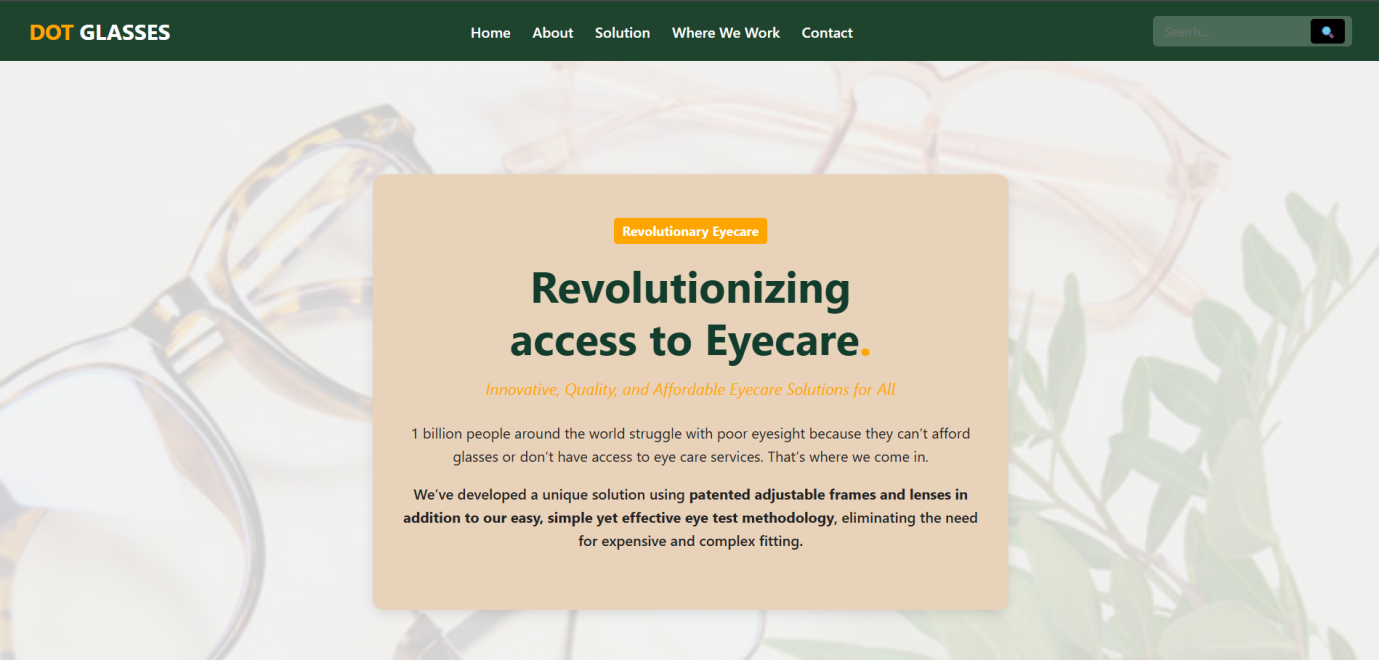 DOT GLASSES
Home About Solution Where We Work Contact
Search...
Revolutionary Eyecare
Revolutionizing
access to Eyecare.
Innovative, Quality, and Affordable Eyecare Solutions for All
1 billion people around the world struggle with poor eyesight because they can’t afford
glasses or don’t have access to eye care services. That’s where we come in.
We’ve developed a unique solution using patented adjustable frames and lenses in
addition to our easy, simple yet effective eye test methodology, eliminating the need
for expensive and complex fitting.